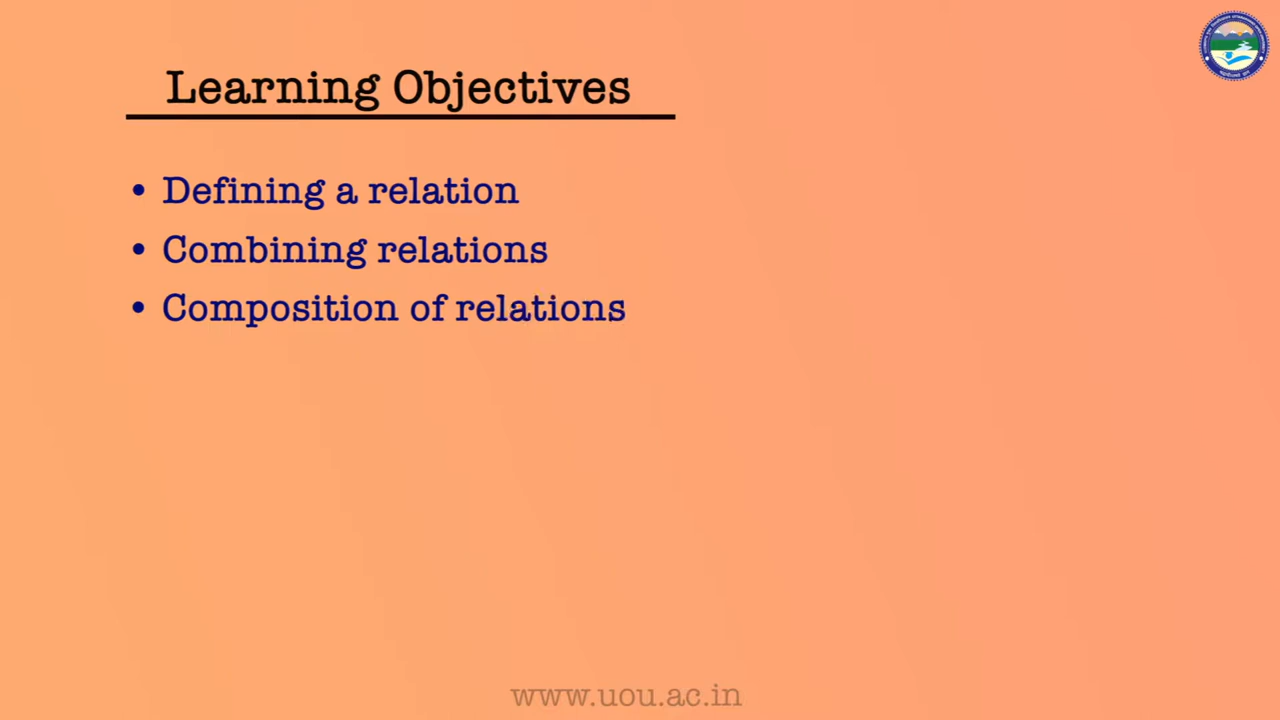 Learning Objectives
• Defining a relation
• Combining relations
• Composition of relations
www.uou.ac.in